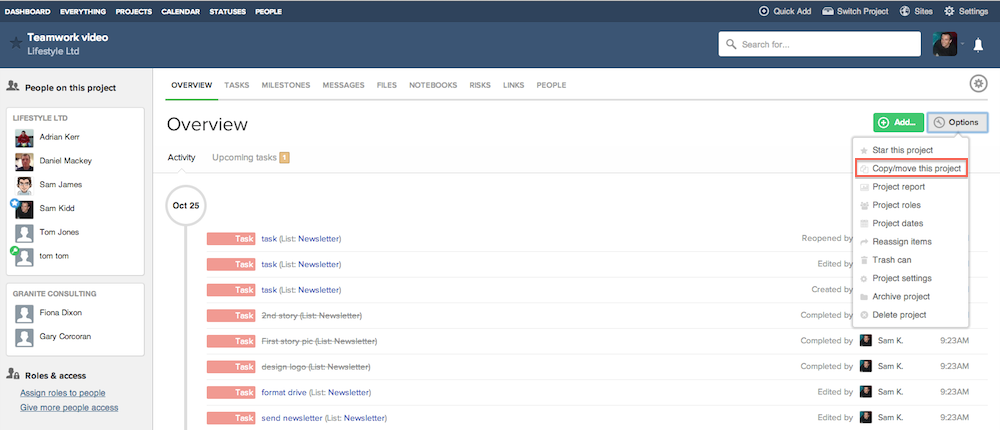 DASHBOARD EVERYTHING PROJECTS CALENDAR STATUSES PEOPLE Quick Add Switch Project Sites Settings
Teamwork video
Lifestyle Ltd
Search for...
People on this project
OVERVIEW TASKS MILESTONES MESSAGES FILES NOTEBOOKS RISKS LINKS PEOPLE
LIFESTYLE LTD
Adrian Kerr
Daniel Mackey
Sam James
Sam Kidd
Tom Jones
tom tom
GRANITE CONSULTING
Fiona Dixon
Gary Corcoran
Roles & access
Assign roles to people
Give more people access
Overview
Add...
Options
Activity Upcoming tasks 1
Star this project
Copy/move this project
Project report
Project roles
Project dates
Reassign items
Trash can
Project settings
Archive project
Delete project
Oct 25
Task task (List: Newsletter) Reopened by
Task task (List: Newsletter) Edited by
Task task (List: Newsletter) Created by
Task 2nd story (List: Newsletter) Completed by
Task First story pic (List: Newsletter) Completed by Sam K. 9:23AM
Task design logo (List: Newsletter) Completed by Sam K. 9:23AM
Task format drive (List: Newsletter) Edited by Sam K. 9:23AM
Task send newsletter (List: Newsletter) Edited by Sam K. 9:23AM